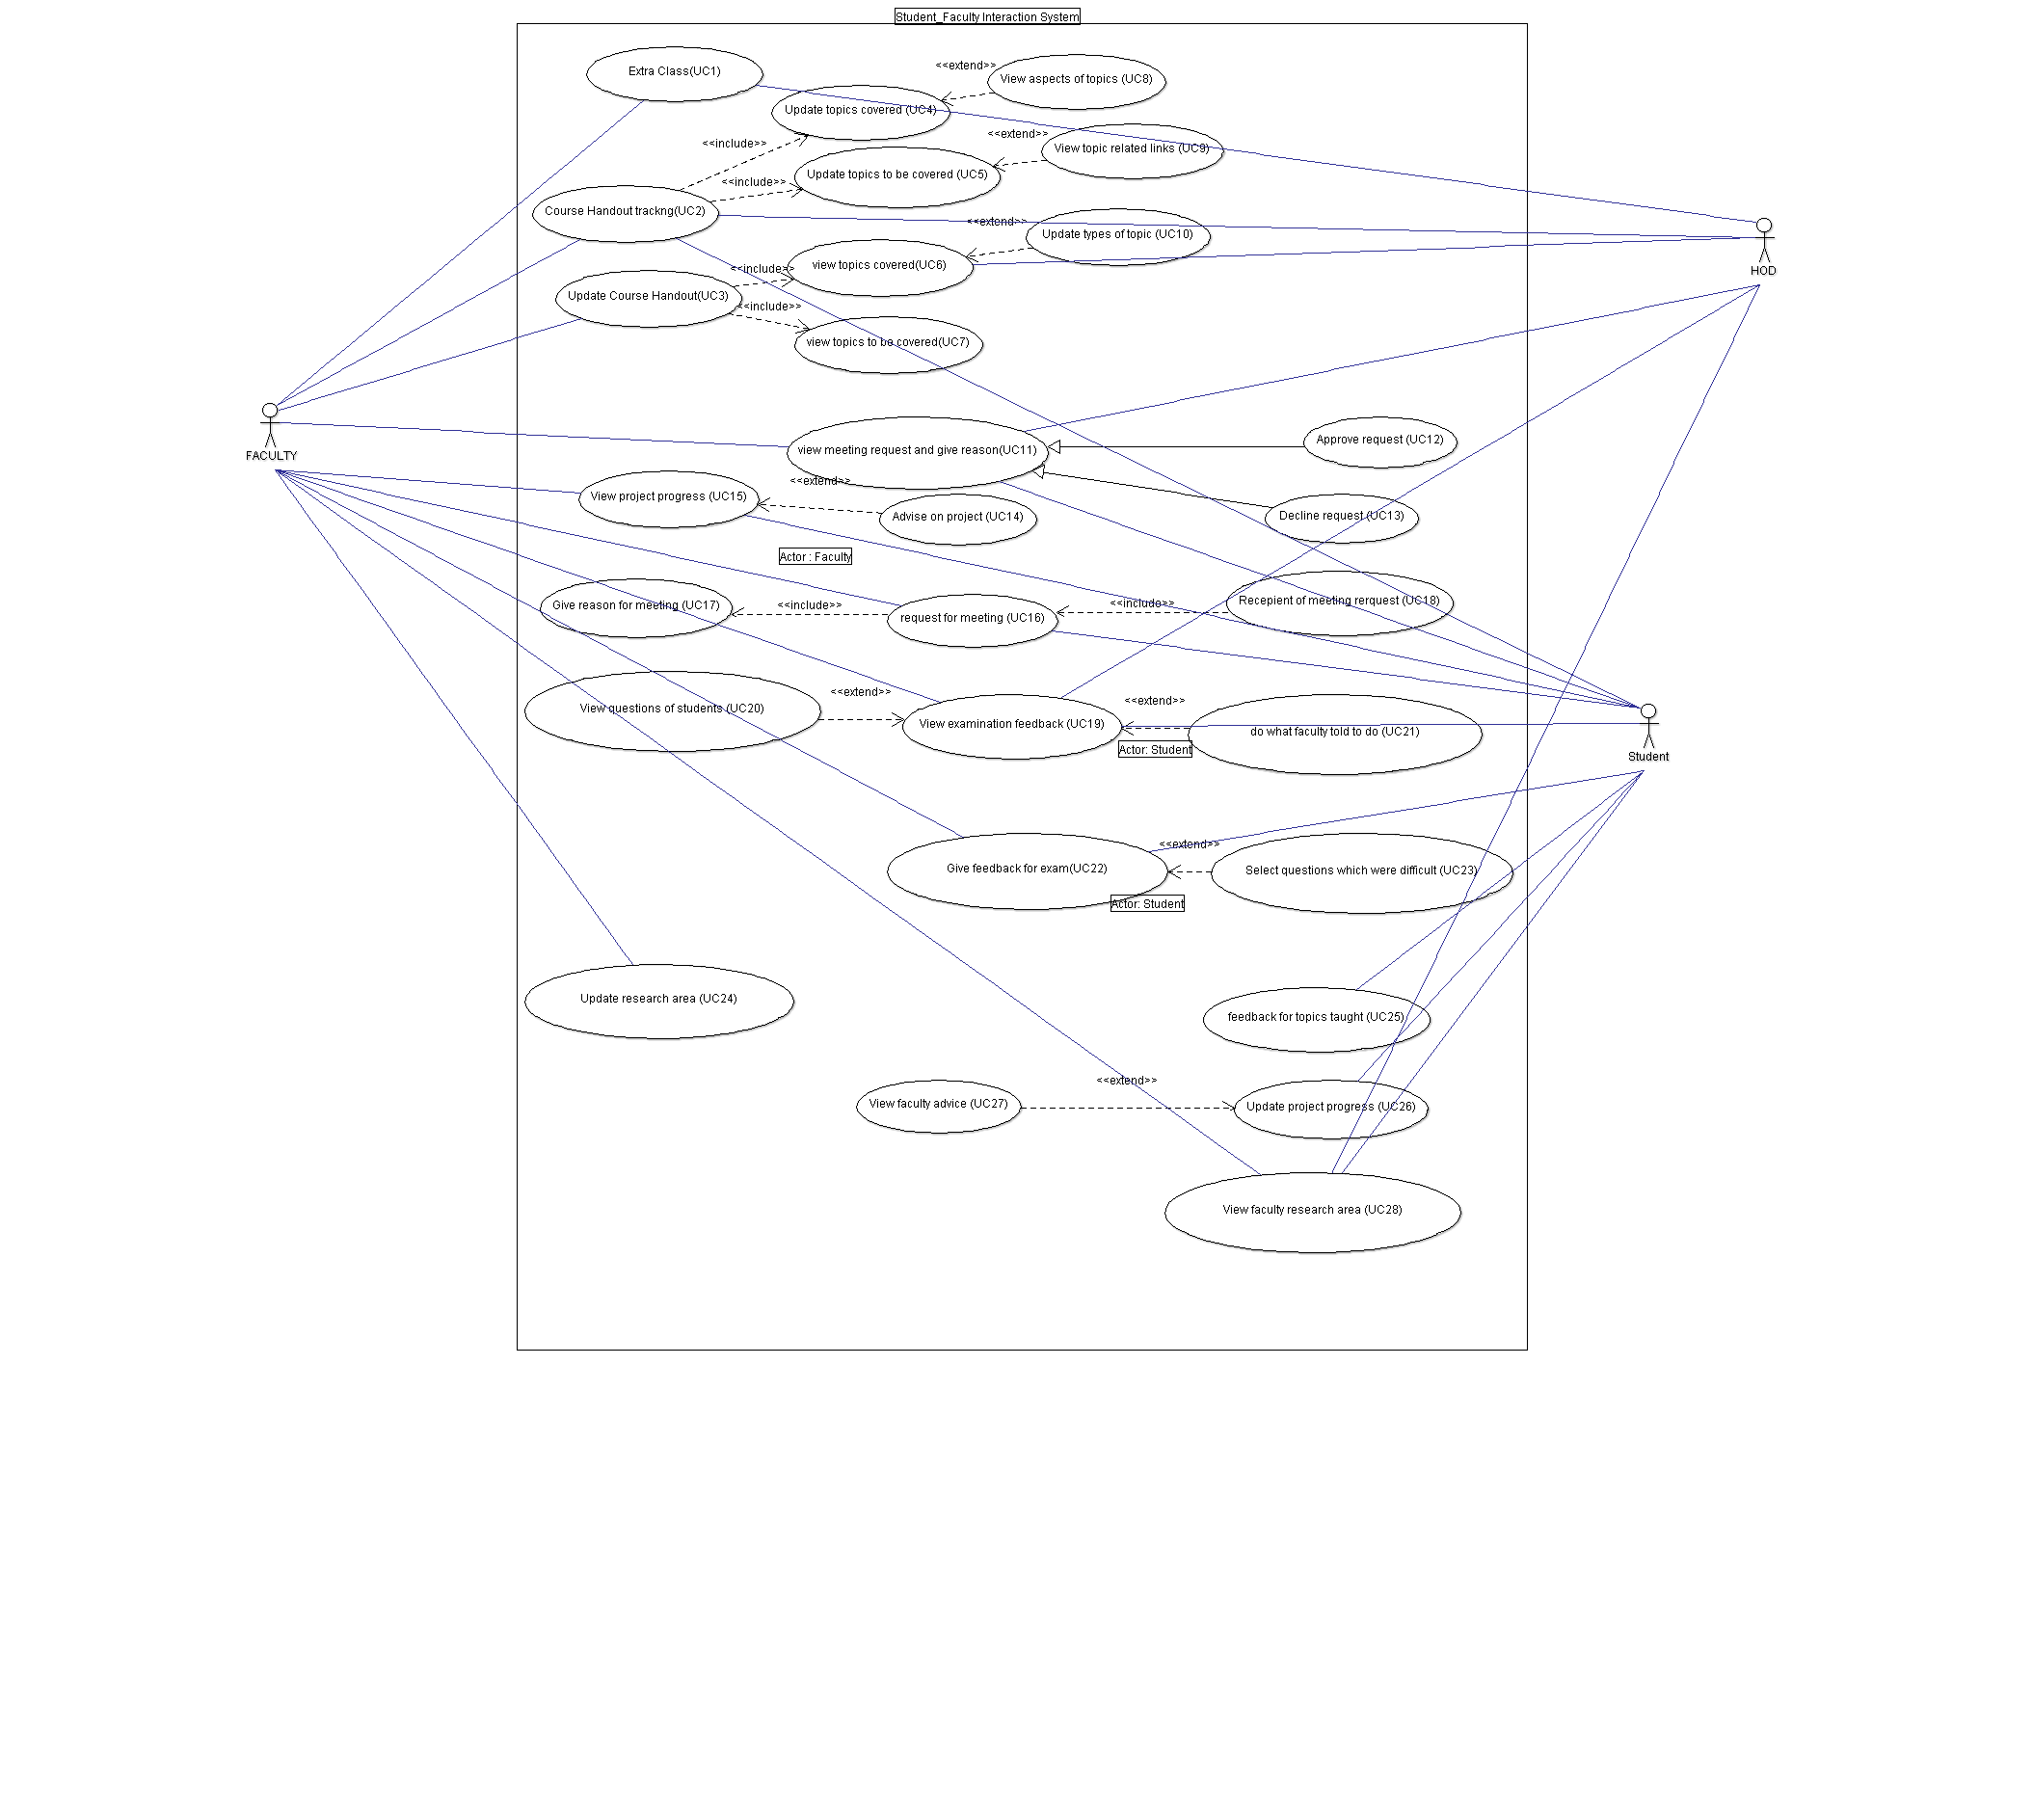 Student_Faculty Interaction System
Extra Class(UC1)
<<extend>>
View aspects of topics (UC8)
Update topics covered (UC4)
<<include>>
<<extend>>
View topic related links (UC9)
<<include>>
Update topics to be covered (UC5)
Course Handout trackng(UC2)
<<extend>>
Update types of topic (UC10)
<<include>>
view topics covered(UC6)
HOD
Update Course Handout(UC3)
<<include>>
view topics to be covered(UC7)
FACULTY
view meeting request and give reason(UC11)
Approve request (UC12)
<<extend>>
View project progress (UC15)
Advise on project (UC14)
Decline request (UC13)
Actor : Faculty
Give reason for meeting (UC17)
<<include>>
request for meeting (UC16)
<<include>>
Recepient of meeting rerquest (UC18)
<<extend>>
<<extend>>
View questions of students (UC20)
View examination feedback (UC19)
do what faculty told to do (UC21)
Actor: Student
Student
<<extend>>
Give feedback for exam(UC22)
Select questions which were difficult (UC23)
Actor: Student
Update research area (UC24)
feedback for topics taught (UC25)
<<extend>>
View faculty advice (UC27)
Update project progress (UC26)
View faculty research area (UC28)